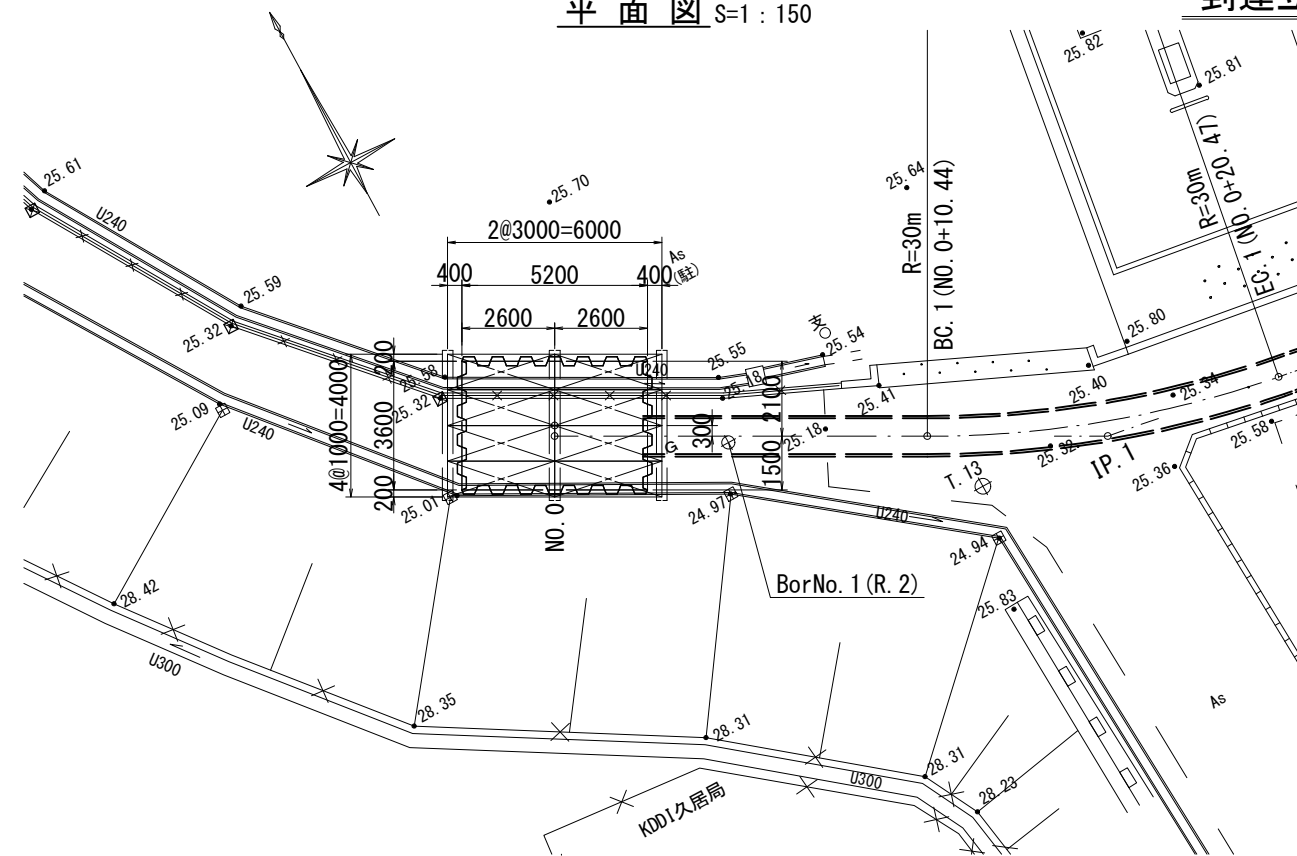 平面図 S=1:150
25.82
25.81
25.61
U240
25.70
25.64
R=30m
BC.1(NO.0+10.44)
R=30m
EC.1(NO.0+20.47)
2@3000=6000
As
(駐)
400
5200
400
2600
2600
25.59
25.32
支
25.54
25.80
200
25.58
U240
25.55
25.18
25.32
25.41
25.40
25.34
4@1000=4000
3600
2100
300
1500
25.09
U240
G
25.18
25.32
IP.1
25.58
25.36
T.13
200
25.01
NO.0
24.97
U240
24.94
BorNo.1(R.2)
28.42
25.83
U300
28.35
28.31
As
28.31
U300
28.23
KDDI久居局